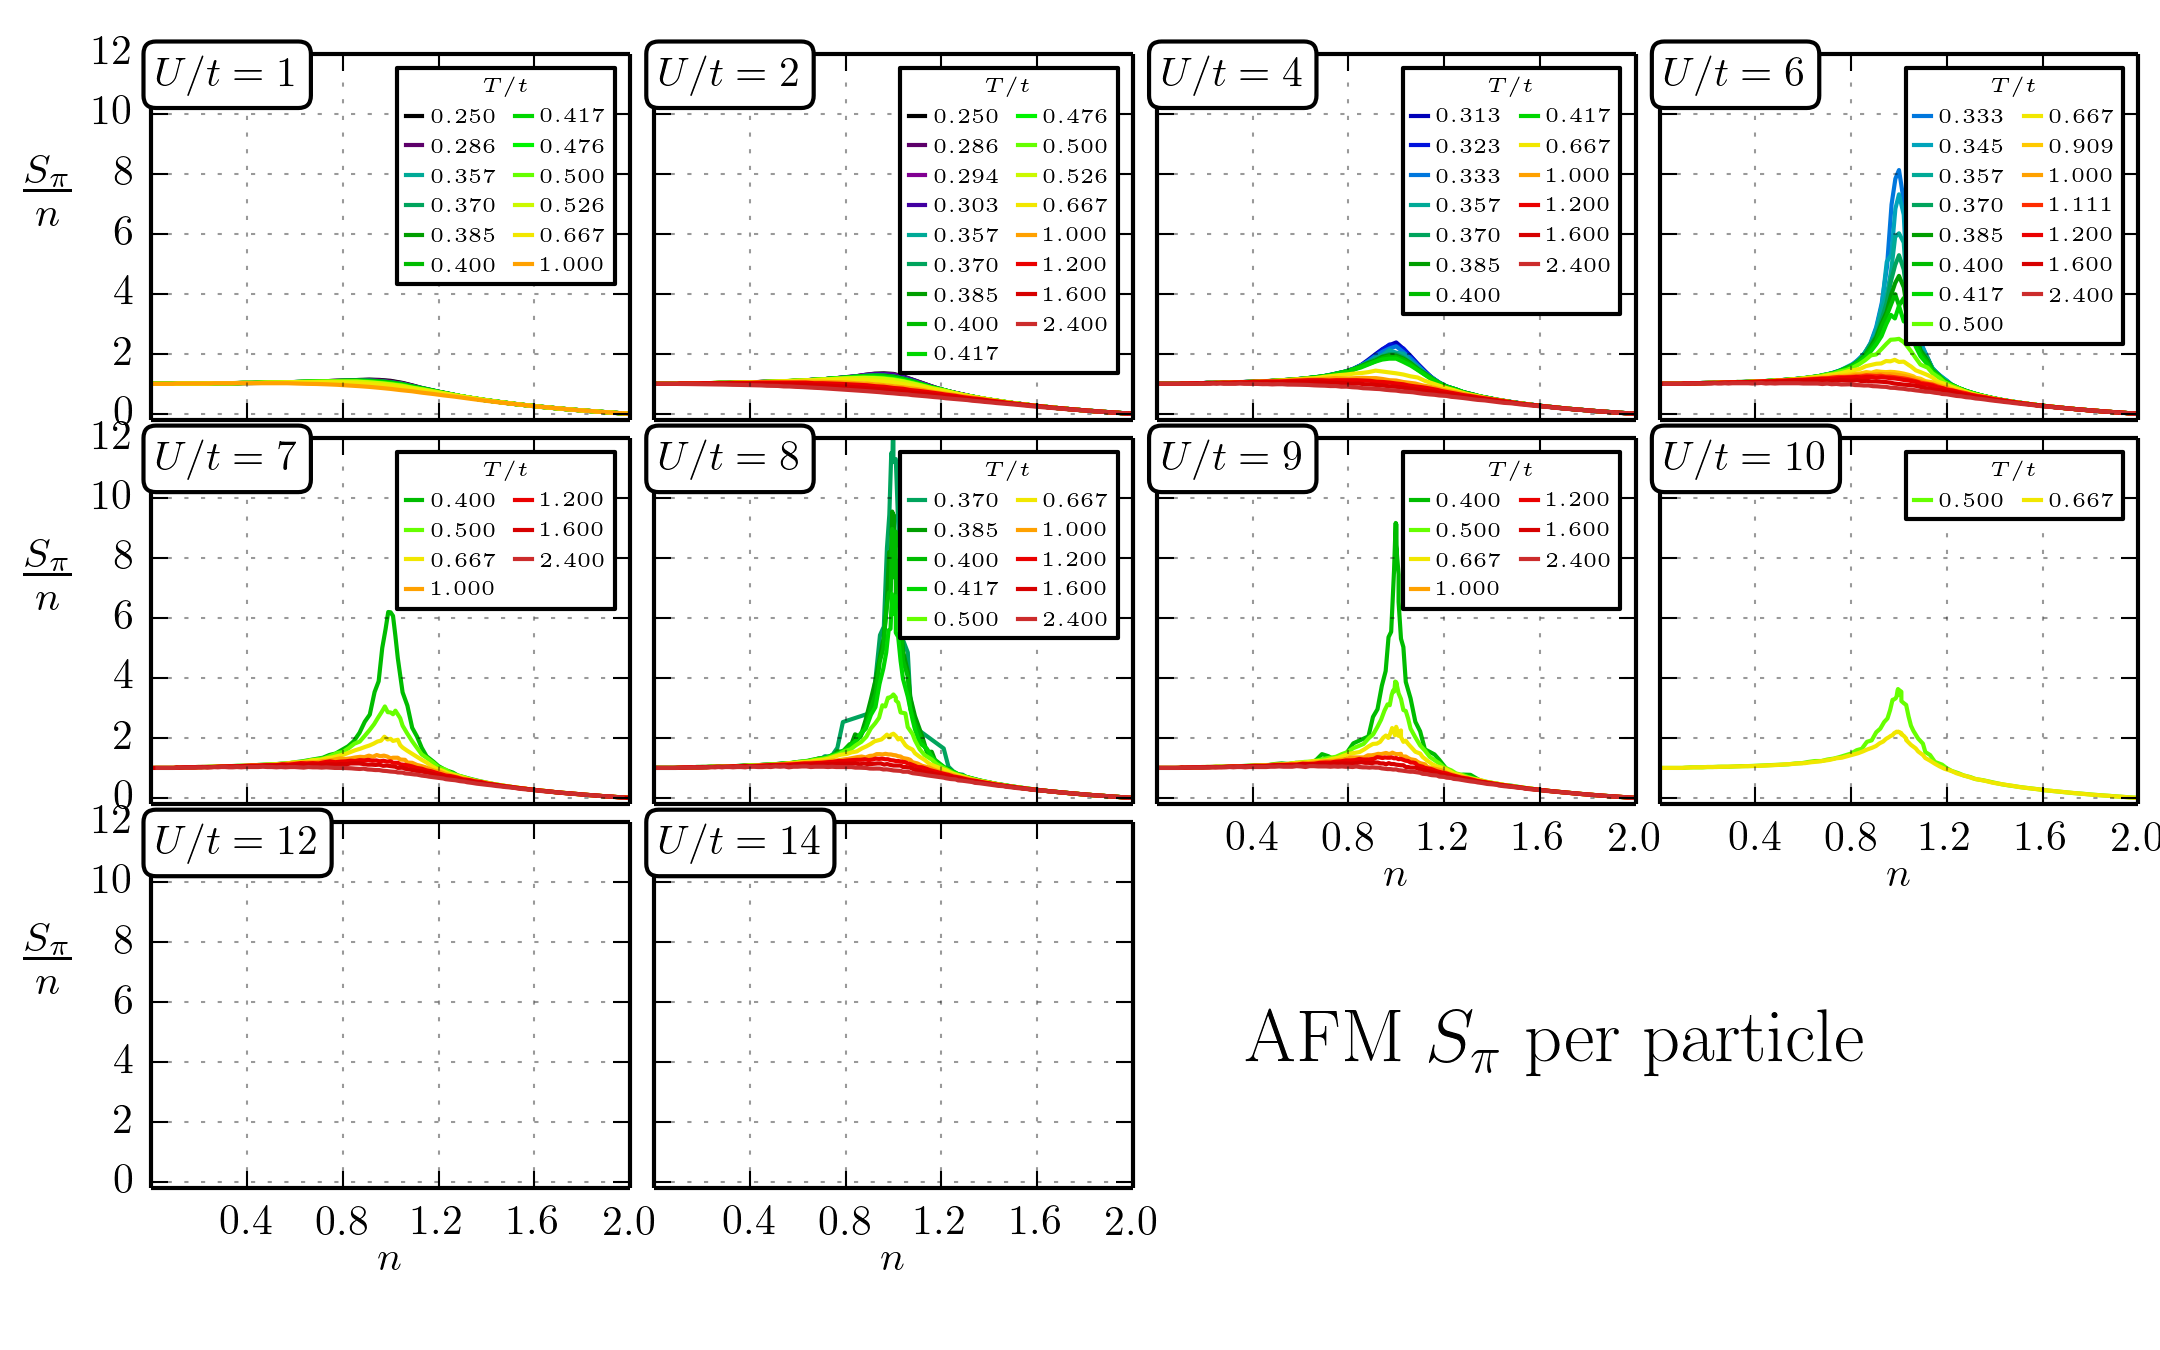 U/t = 1
T/t
0.250 0.417
0.286 0.476
0.357 0.500
0.370 0.526
0.385 0.667
0.400 1.000
U/t = 2
T/t
0.250 0.476
0.286 0.500
0.294 0.526
0.303 0.667
0.357 1.000
0.370 1.200
0.385 1.600
0.400 2.400
0.417
U/t = 4
T/t
0.313 0.417
0.323 0.667
0.333 1.000
0.357 1.200
0.370 1.600
0.385 2.400
0.400
U/t = 6
T/t
0.333 0.667
0.345 0.909
0.357 1.000
0.370 1.111
0.385 1.200
0.400 1.600
0.417 2.400
0.500
12
10
8
6
4
2
0
S_π
n
U/t = 7
T/t
0.400 1.200
0.500 1.600
0.667 2.400
1.000
U/t = 8
T/t
0.370 0.667
0.385 1.000
0.400 1.200
0.417 1.600
0.500 2.400
U/t = 9
T/t
0.400 1.200
0.500 1.600
0.667 2.400
1.000
U/t = 10
T/t
0.500 0.667
12
10
8
6
4
2
0
S_π
n
0.4 0.8 1.2 1.6 2.0
n
0.4 0.8 1.2 1.6 2.0
n
U/t = 12
U/t = 14
12
10
8
6
4
2
0
S_π
n
0.4 0.8 1.2 1.6 2.0
n
0.4 0.8 1.2 1.6 2.0
n
AFM S_π per particle